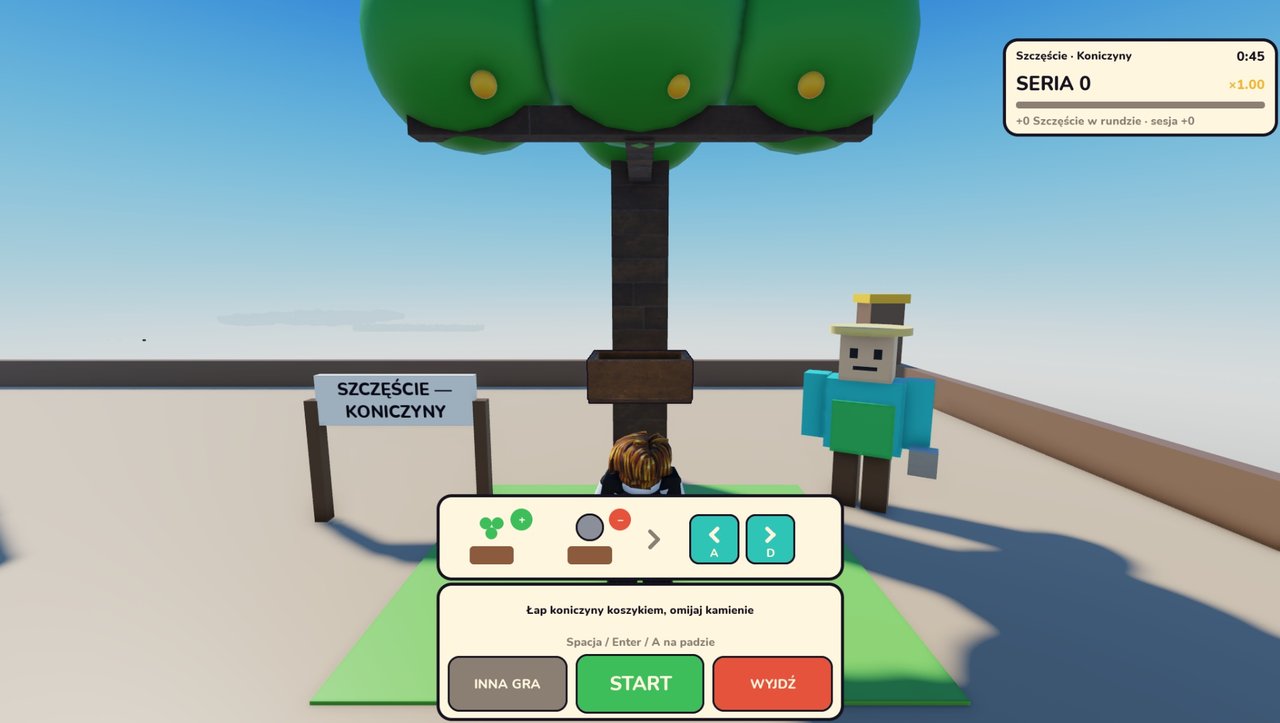 Szczęście · Koniczyny 0:45
SERIA 0 ×1.00
+0 Szczęście w rundzie · sesja +0
SZCZĘŚCIE —
KONICZYNY
+ −
A D
Łap koniczyny koszykiem, omijaj kamienie
Spacja / Enter / A na padzie
INNA GRA START WYJDŹ